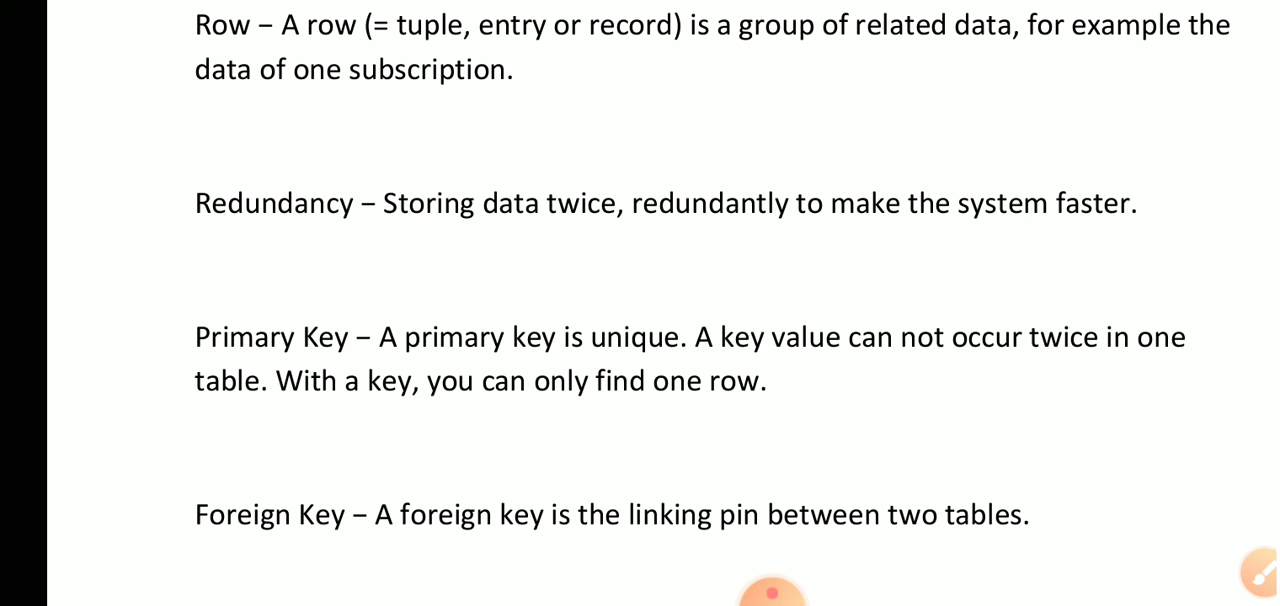 Row – A row (= tuple, entry or record) is a group of related data, for example the
data of one subscription.
Redundancy – Storing data twice, redundantly to make the system faster.
Primary Key – A primary key is unique. A key value can not occur twice in one
table. With a key, you can only find one row.
Foreign Key – A foreign key is the linking pin between two tables.